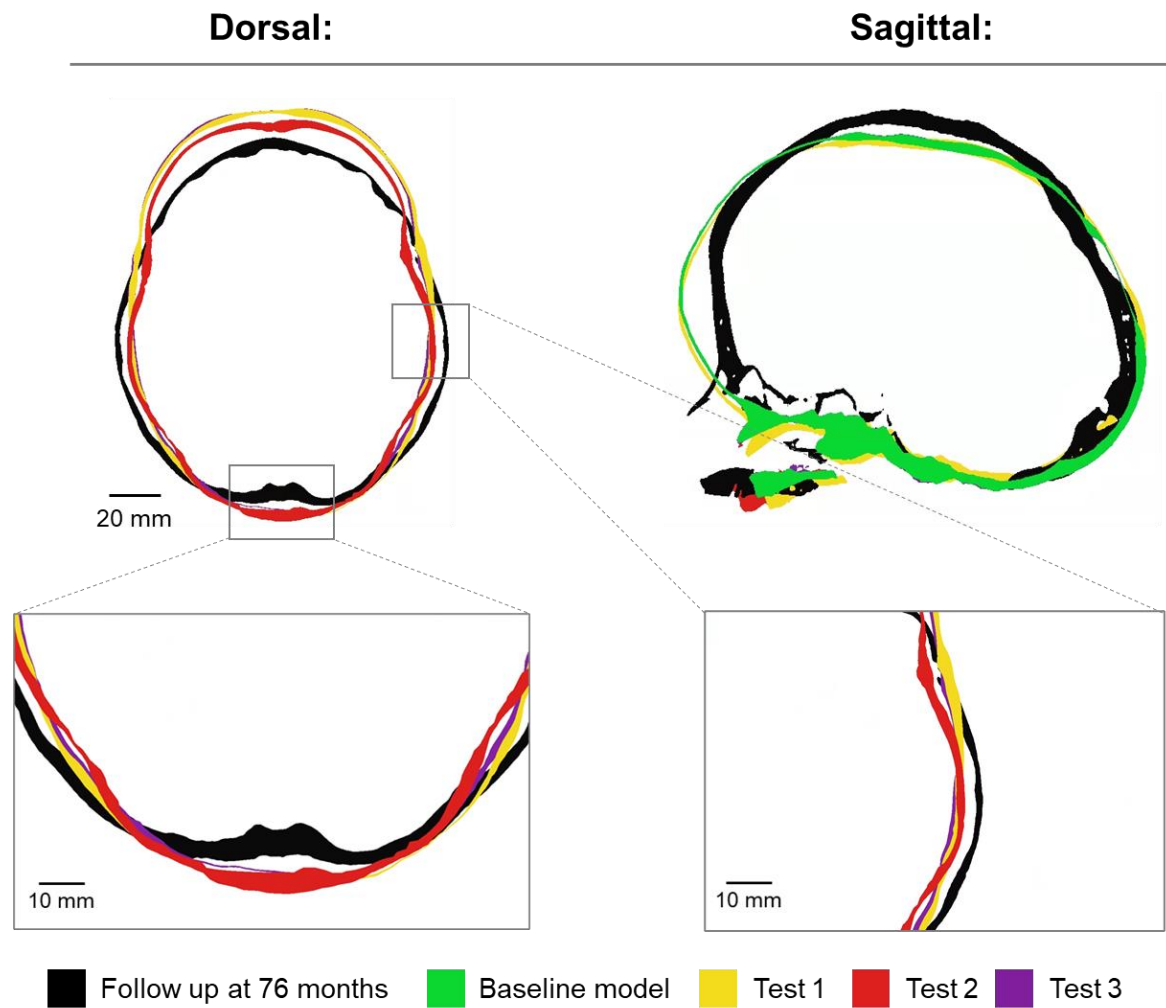 Dorsal:
Sagittal:
20 mm
10 mm
10 mm
Follow up at 76 months
Baseline model
Test 1
Test 2
Test 3